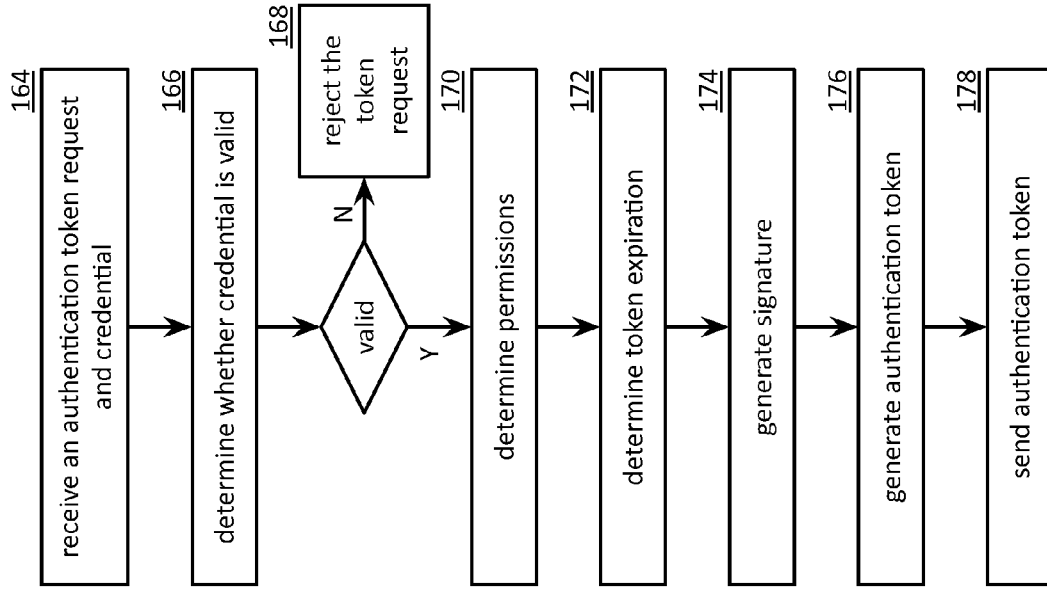 164
receive an authentication token request
and credential
166
determine whether credential is valid
valid
N
168
reject the
token
request
Y
170
determine permissions
172
determine token expiration
174
generate signature
176
generate authentication token
178
send authentication token